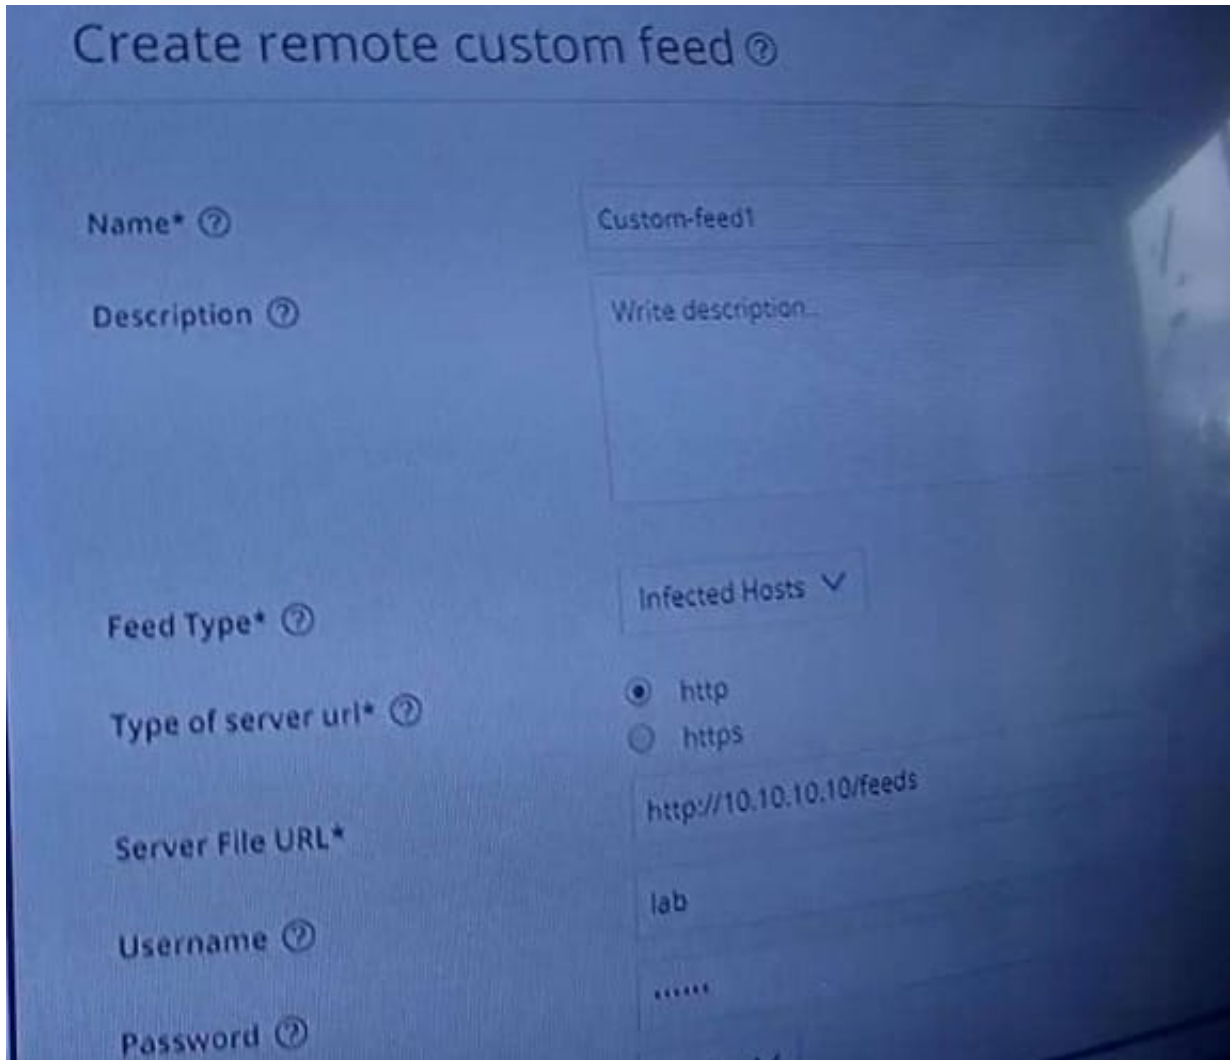 Create remote custom feed ?
Name* ? Custom-feed1
Description ? Write description...
Feed Type* ? Infected Hosts
Type of server url* ? http
https
Server File URL* http://10.10.10.10/feeds
Username ? lab
Password ? ......